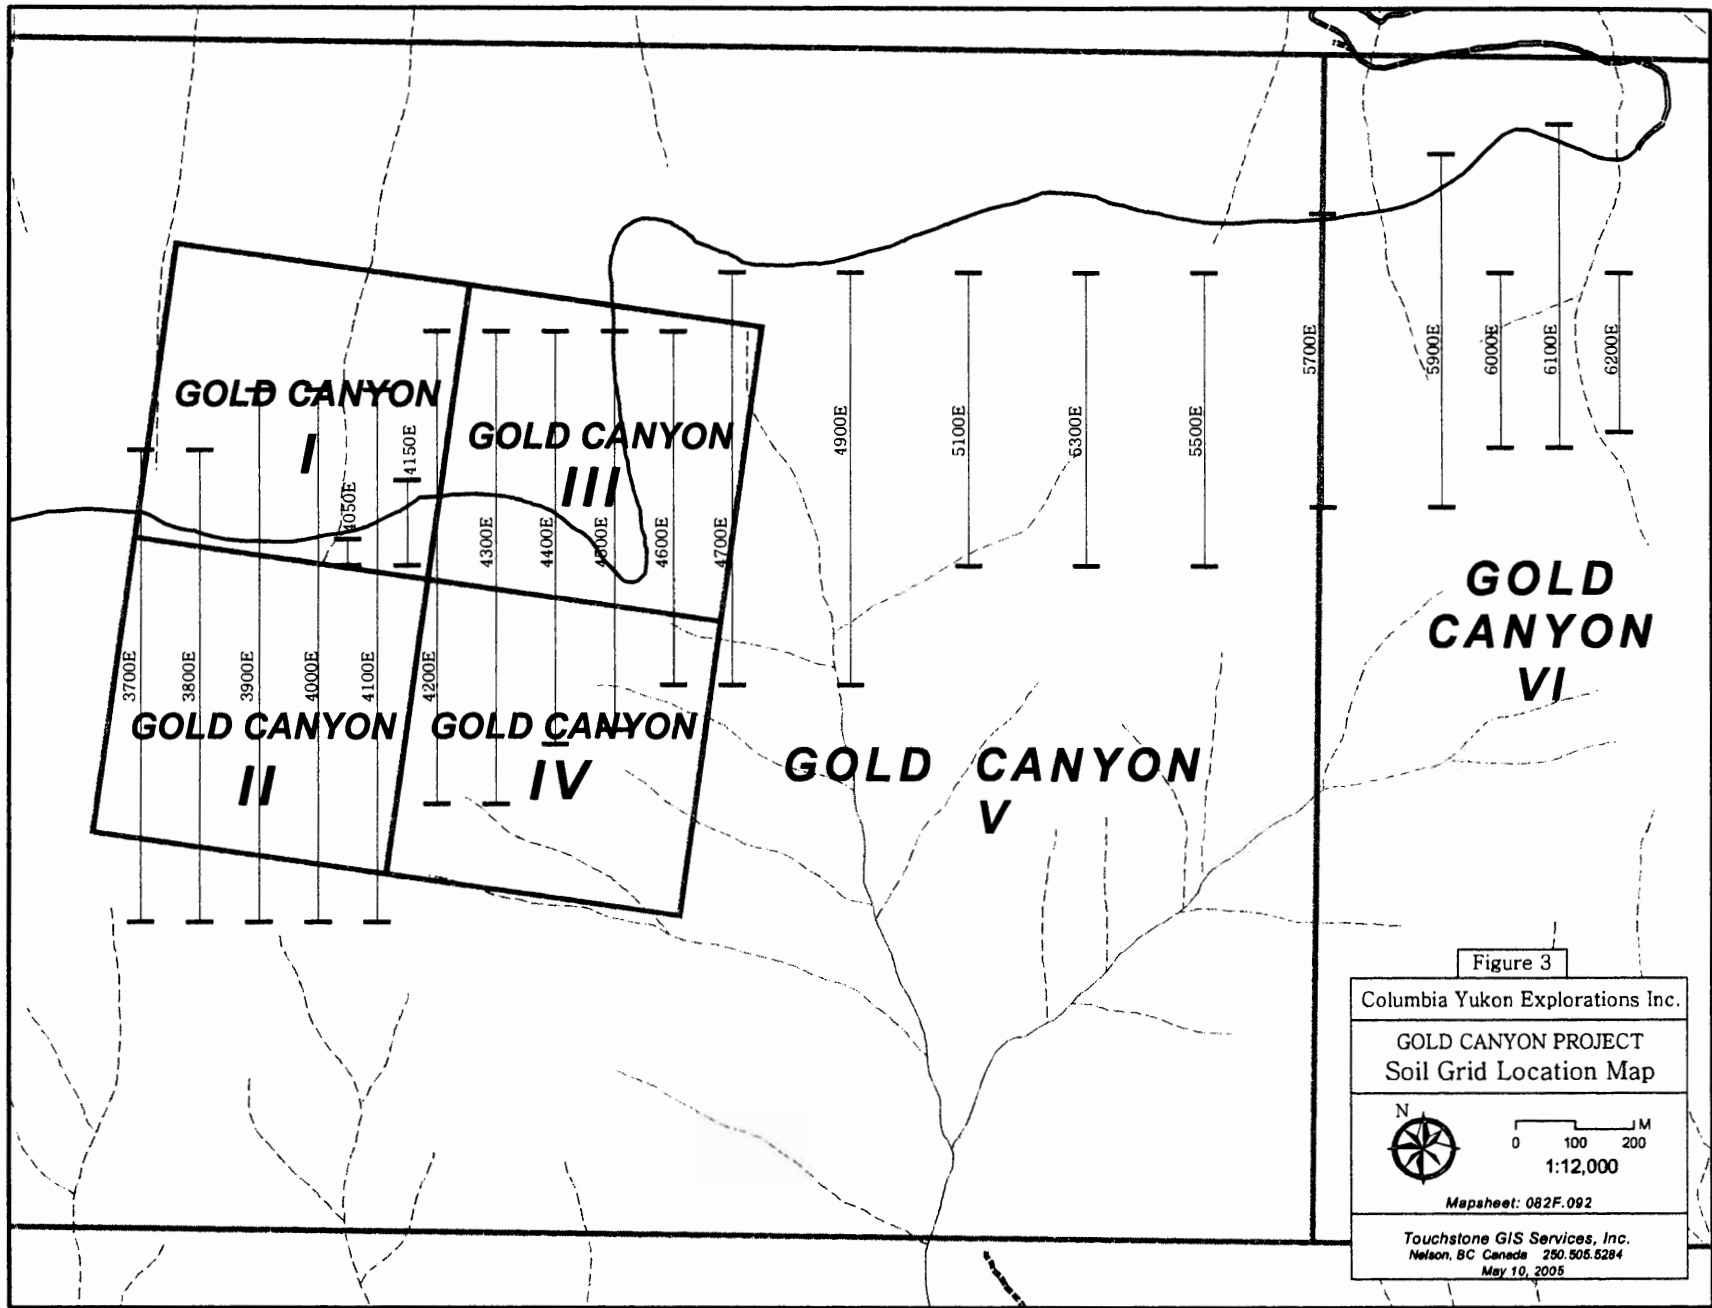 GOLD CANYON
I
GOLD CANYON
III
GOLD CANYON
II
GOLD CANYON
IV
GOLD CANYON
V
GOLD
CANYON
VI
3700E
3800E
3900E
4000E
4050E
4100E
4150E
4200E
4300E
4400E
4500E
4600E
4700E
4900E
5100E
6300E
5500E
5700E
5900E
6000E
6100E
6200E
Figure 3
Columbia Yukon Explorations Inc.
GOLD CANYON PROJECT
Soil Grid Location Map
N
M
0 100 200
1:12,000
Mapsheet: 082F.092
Touchstone GIS Services, Inc.
Nelson, BC Canada 250.505.5284
May 10, 2005